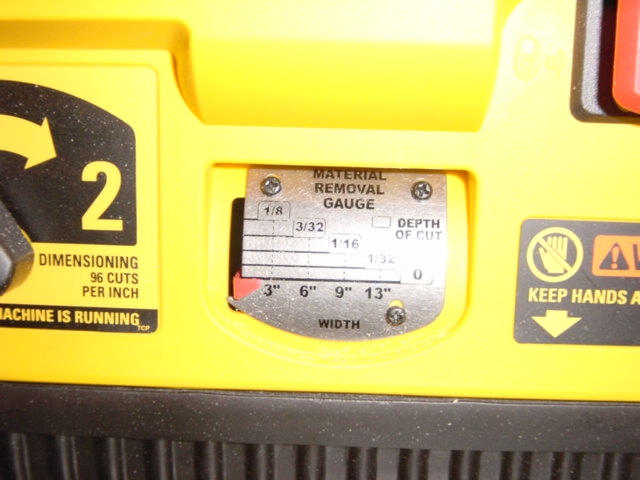 2
DIMENSIONING
96 CUTS
PER INCH
MACHINE IS RUNNING
TCP
MATERIAL
REMOVAL
GAUGE
1/8
3/32
DEPTH
OF CUT
1/16
1/32
0
3" 6" 9" 13"
WIDTH
KEEP HANDS A